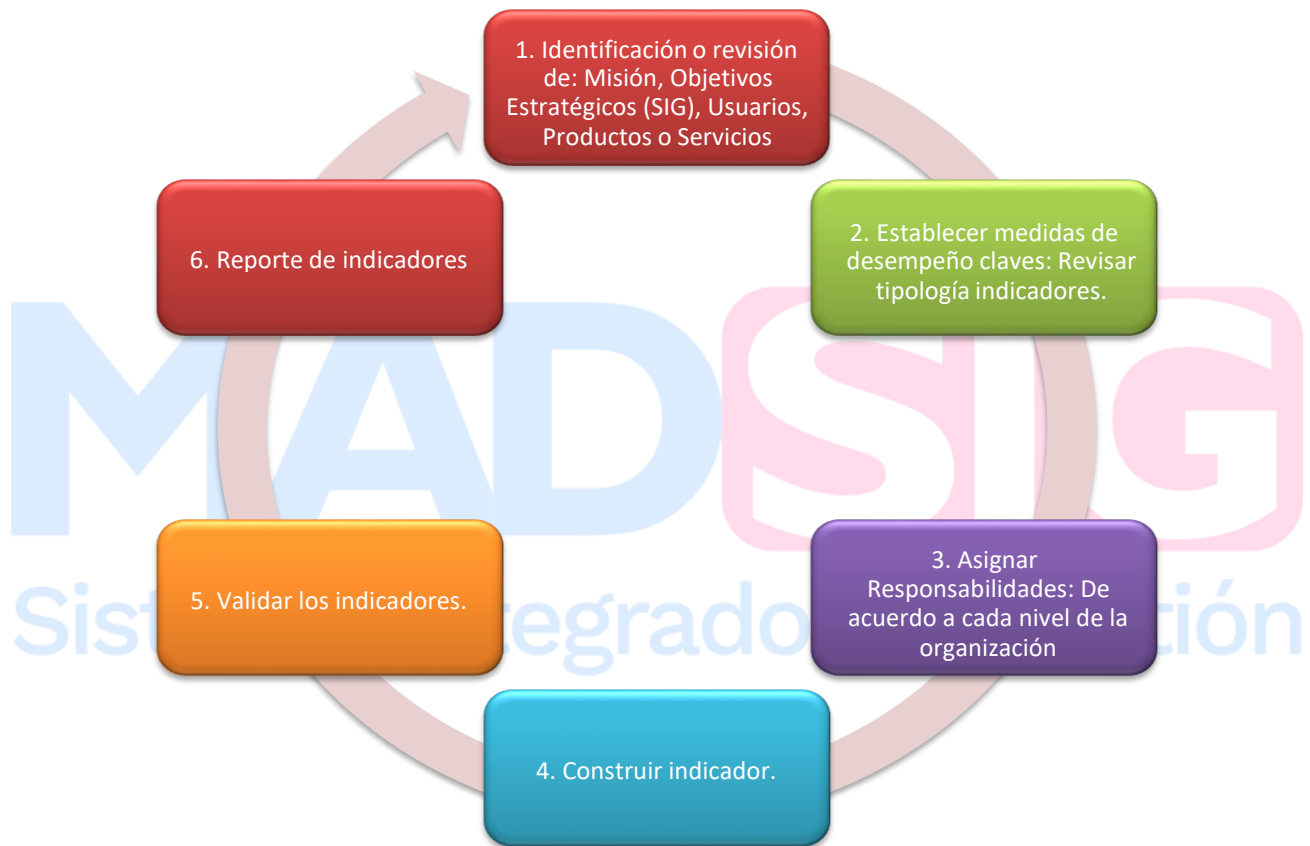 1. Identificación o revisión
de: Misión, Objetivos
Estratégicos (SIG), Usuarios,
Productos o Servicios
2. Establecer medidas de
desempeño claves: Revisar
tipología indicadores.
3. Asignar
Responsabilidades: De
acuerdo a cada nivel de la
organización
4. Construir indicador.
5. Validar los indicadores.
6. Reporte de indicadores
MADSIG